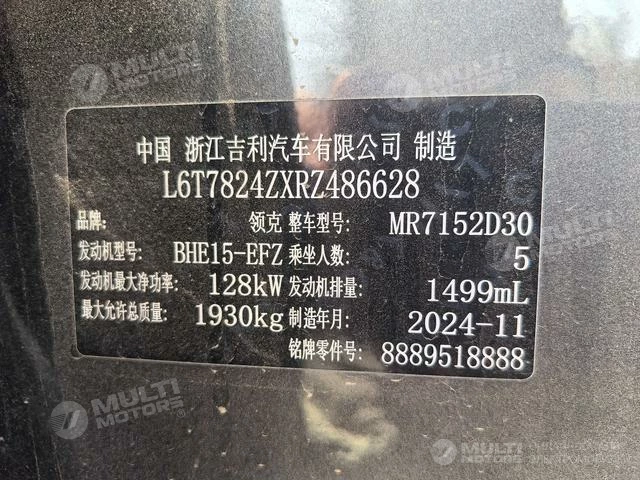 MULTI MOTORS
MULTI MOTORS
中国 浙江吉利汽车有限公司 制造
L6T7824ZXRZ486628
品牌: 领克 整车型号: MR7152D30
发动机型号: BHE15-EFZ 乘坐人数: 5
发动机最大净功率: 128kW 发动机排量: 1499mL
最大允许总质量: 1930kg 制造年月: 2024-11
铭牌零件号: 8889518888
MULTI MOTORS
MULTI MOTORS